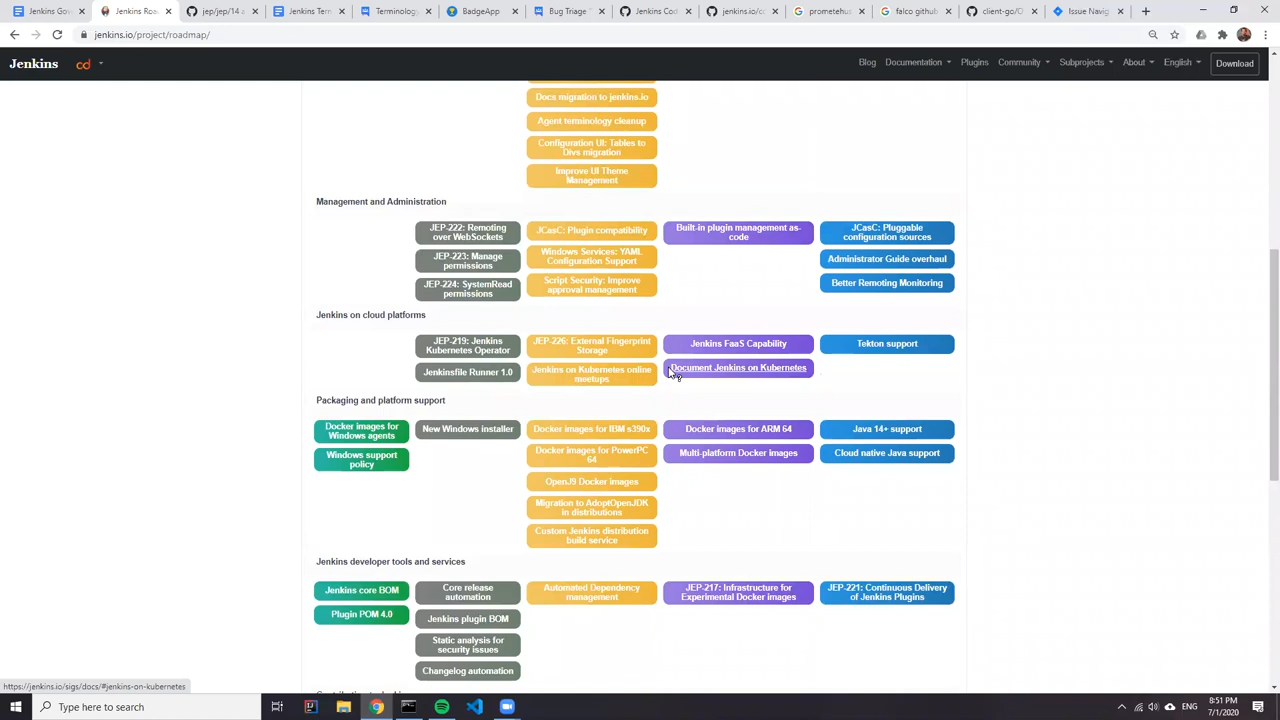 Jenkins Gov
Jenkins Roa
jep/jep/14 a
Jenkins Term
Terminology
BadgeApp
Bug Triage T
Jenkins Cod
jenkins.io/co
prometheu
falco github
client-go/C
Issue Navig
jenkins.io/project/roadmap/
Jenkins
cd
Blog
Documentation
Plugins
Community
Subprojects
About
English
Download
Docs migration to jenkins.io
Agent terminology cleanup
Configuration UI: Tables to
Divs migration
Improve UI Theme
Management
Management and Administration
JEP-222: Remoting
over WebSockets
JEP-223: Manage
permissions
JEP-224: SystemRead
permissions
JCasC: Plugin compatibility
Windows Services: YAML
Configuration Support
Script Security: Improve
approval management
Built-in plugin management as-
code
JCasC: Pluggable
configuration sources
Administrator Guide overhaul
Better Remoting Monitoring
Jenkins on cloud platforms
JEP-219: Jenkins
Kubernetes Operator
Jenkinsfile Runner 1.0
JEP-226: External Fingerprint
Storage
Jenkins on Kubernetes online
meetups
Jenkins FaaS Capability
Document Jenkins on Kubernetes
Tekton support
Packaging and platform support
Docker images for
Windows agents
Windows support
policy
New Windows installer
Docker images for IBM s390x
Docker images for PowerPC
64
OpenJ9 Docker images
Migration to AdoptOpenJDK
in distributions
Custom Jenkins distribution
build service
Docker images for ARM 64
Multi-platform Docker images
Java 14+ support
Cloud native Java support
Jenkins developer tools and services
Jenkins core BOM
Plugin POM 4.0
Core release
automation
Jenkins plugin BOM
Static analysis for
security issues
Changelog automation
Automated Dependency
management
JEP-217: Infrastructure for
Experimental Docker images
JEP-221: Continuous Delivery
of Jenkins Plugins
https://jenkins.io/sigs/docs/#jenkins-on-kubernetes
Type here to search
ENG
8:51 PM
7/1/2020